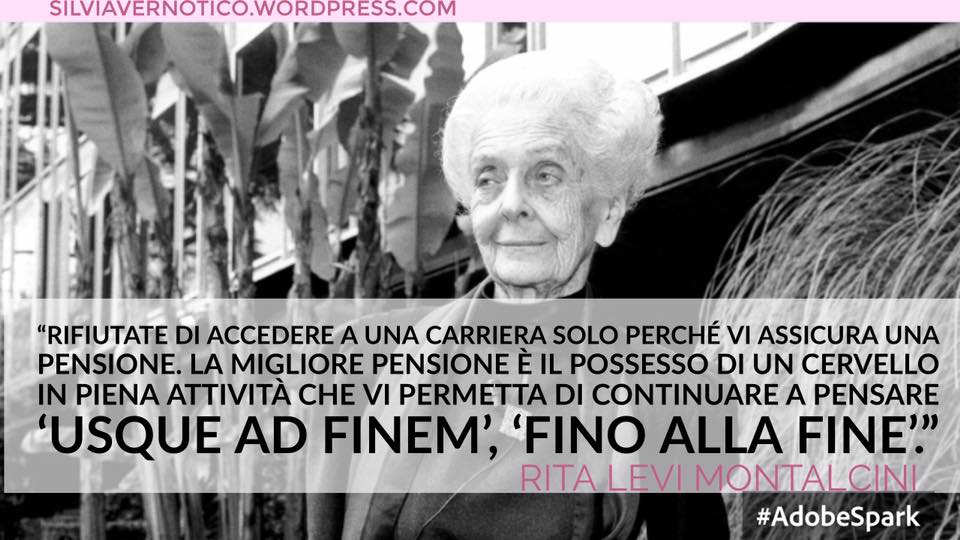 SILVIAVERNOTICO.WORDPRESS.COM
“RIFIUTATE DI ACCEDERE A UNA CARRIERA SOLO PERCHÉ VI ASSICURA UNA
PENSIONE. LA MIGLIORE PENSIONE È IL POSSESSO DI UN CERVELLO
IN PIENA ATTIVITÀ CHE VI PERMETTA DI CONTINUARE A PENSARE
‘USQUE AD FINEM’, ‘FINO ALLA FINE’.”
RITA LEVI MONTALCINI
#AdobeSpark